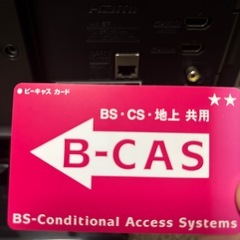 HDMI
● ビーキャス カード
★★
BS・CS・地上 共用
B-CAS
BS-Conditional Access Systems